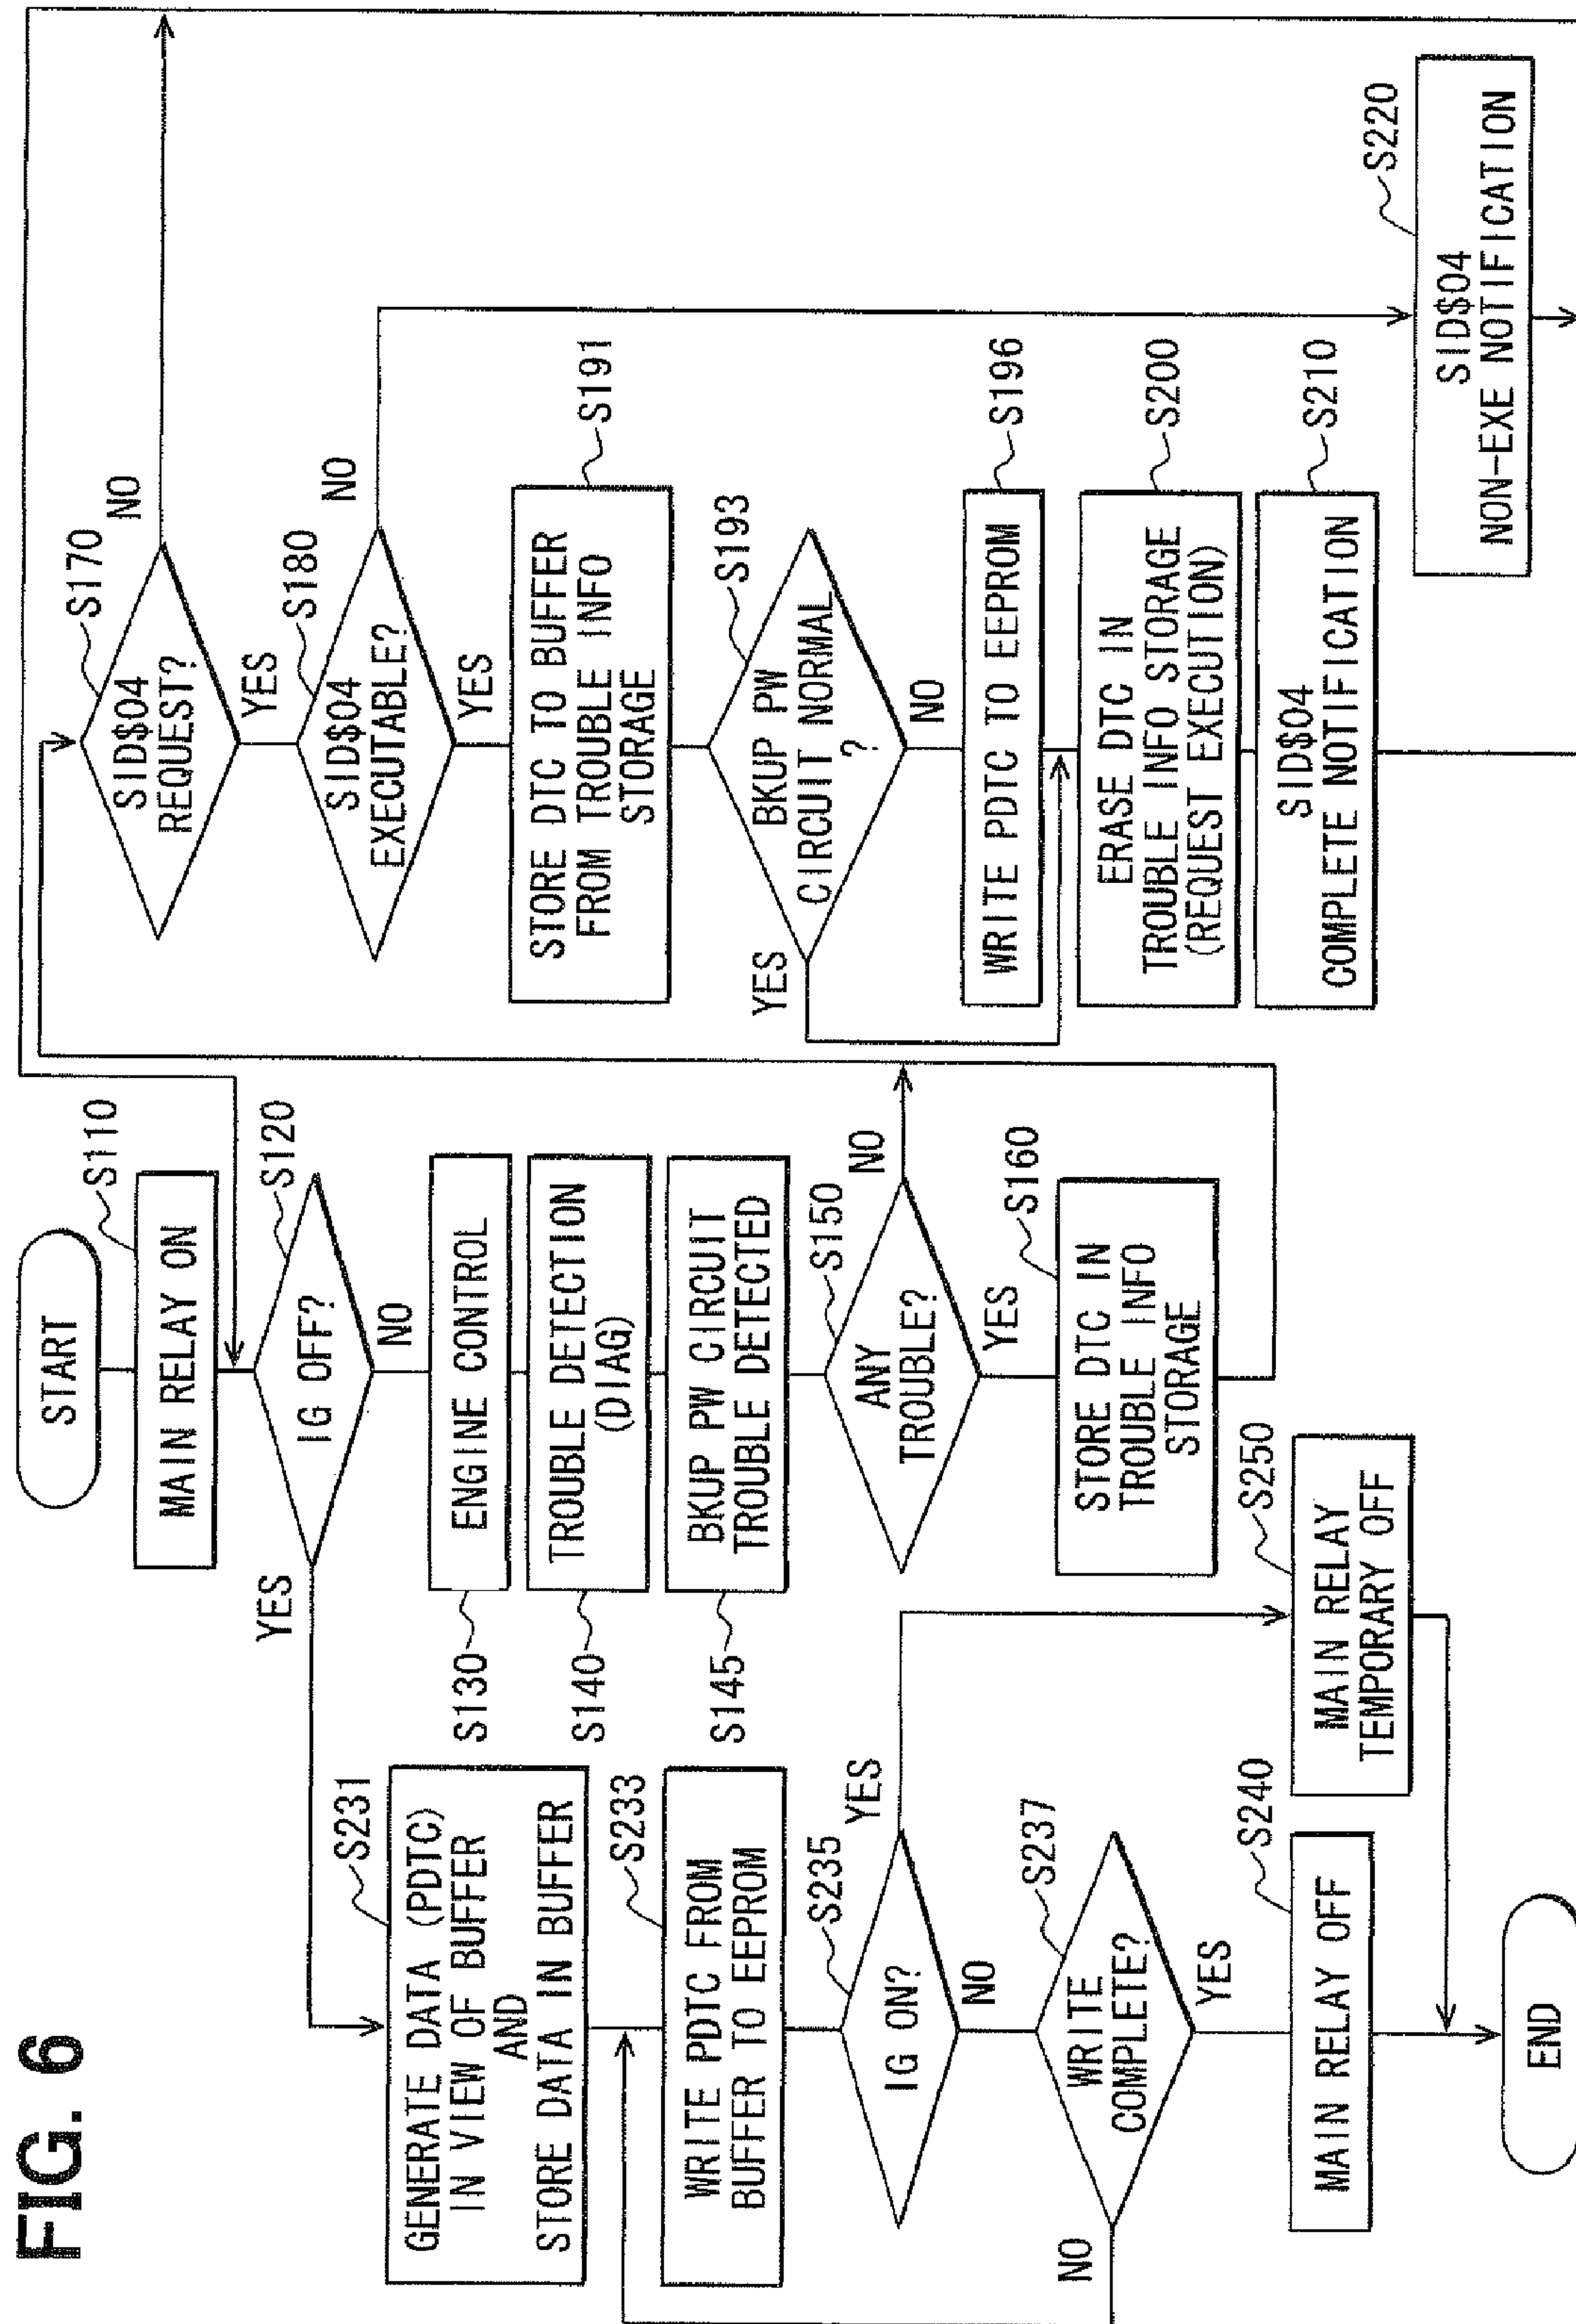 FIG. 6
START
MAIN RELAY ON
S110
IG OFF?
S120
YES
NO
ENGINE CONTROL
S130
TROUBLE DETECTION
(DIAG)
S140
BKUP PW CIRCUIT
TROUBLE DETECTED
S145
ANY
TROUBLE?
S150
NO
YES
STORE DTC IN
TROUBLE INFO
STORAGE
S160
SID$04
REQUEST?
S170
NO
YES
SID$04
EXECUTABLE?
S180
NO
YES
STORE DTC TO BUFFER
FROM TROUBLE INFO
STORAGE
S191
BKUP PW
CIRCUIT NORMAL
?
S193
YES
NO
WRITE PDTC TO EEPROM
S196
ERASE DTC IN
TROUBLE INFO STORAGE
(REQUEST EXECUTION)
S200
SID$04
COMPLETE NOTIFICATION
S210
SID$04
NON-EXE NOTIFICATION
S220
GENERATE DATA (PDTC)
IN VIEW OF BUFFER
AND
STORE DATA IN BUFFER
S231
WRITE PDTC FROM
BUFFER TO EEPROM
S233
IG ON?
S235
YES
NO
WRITE
COMPLETE?
S237
NO
YES
MAIN RELAY OFF
S240
MAIN RELAY
TEMPORARY OFF
S250
END